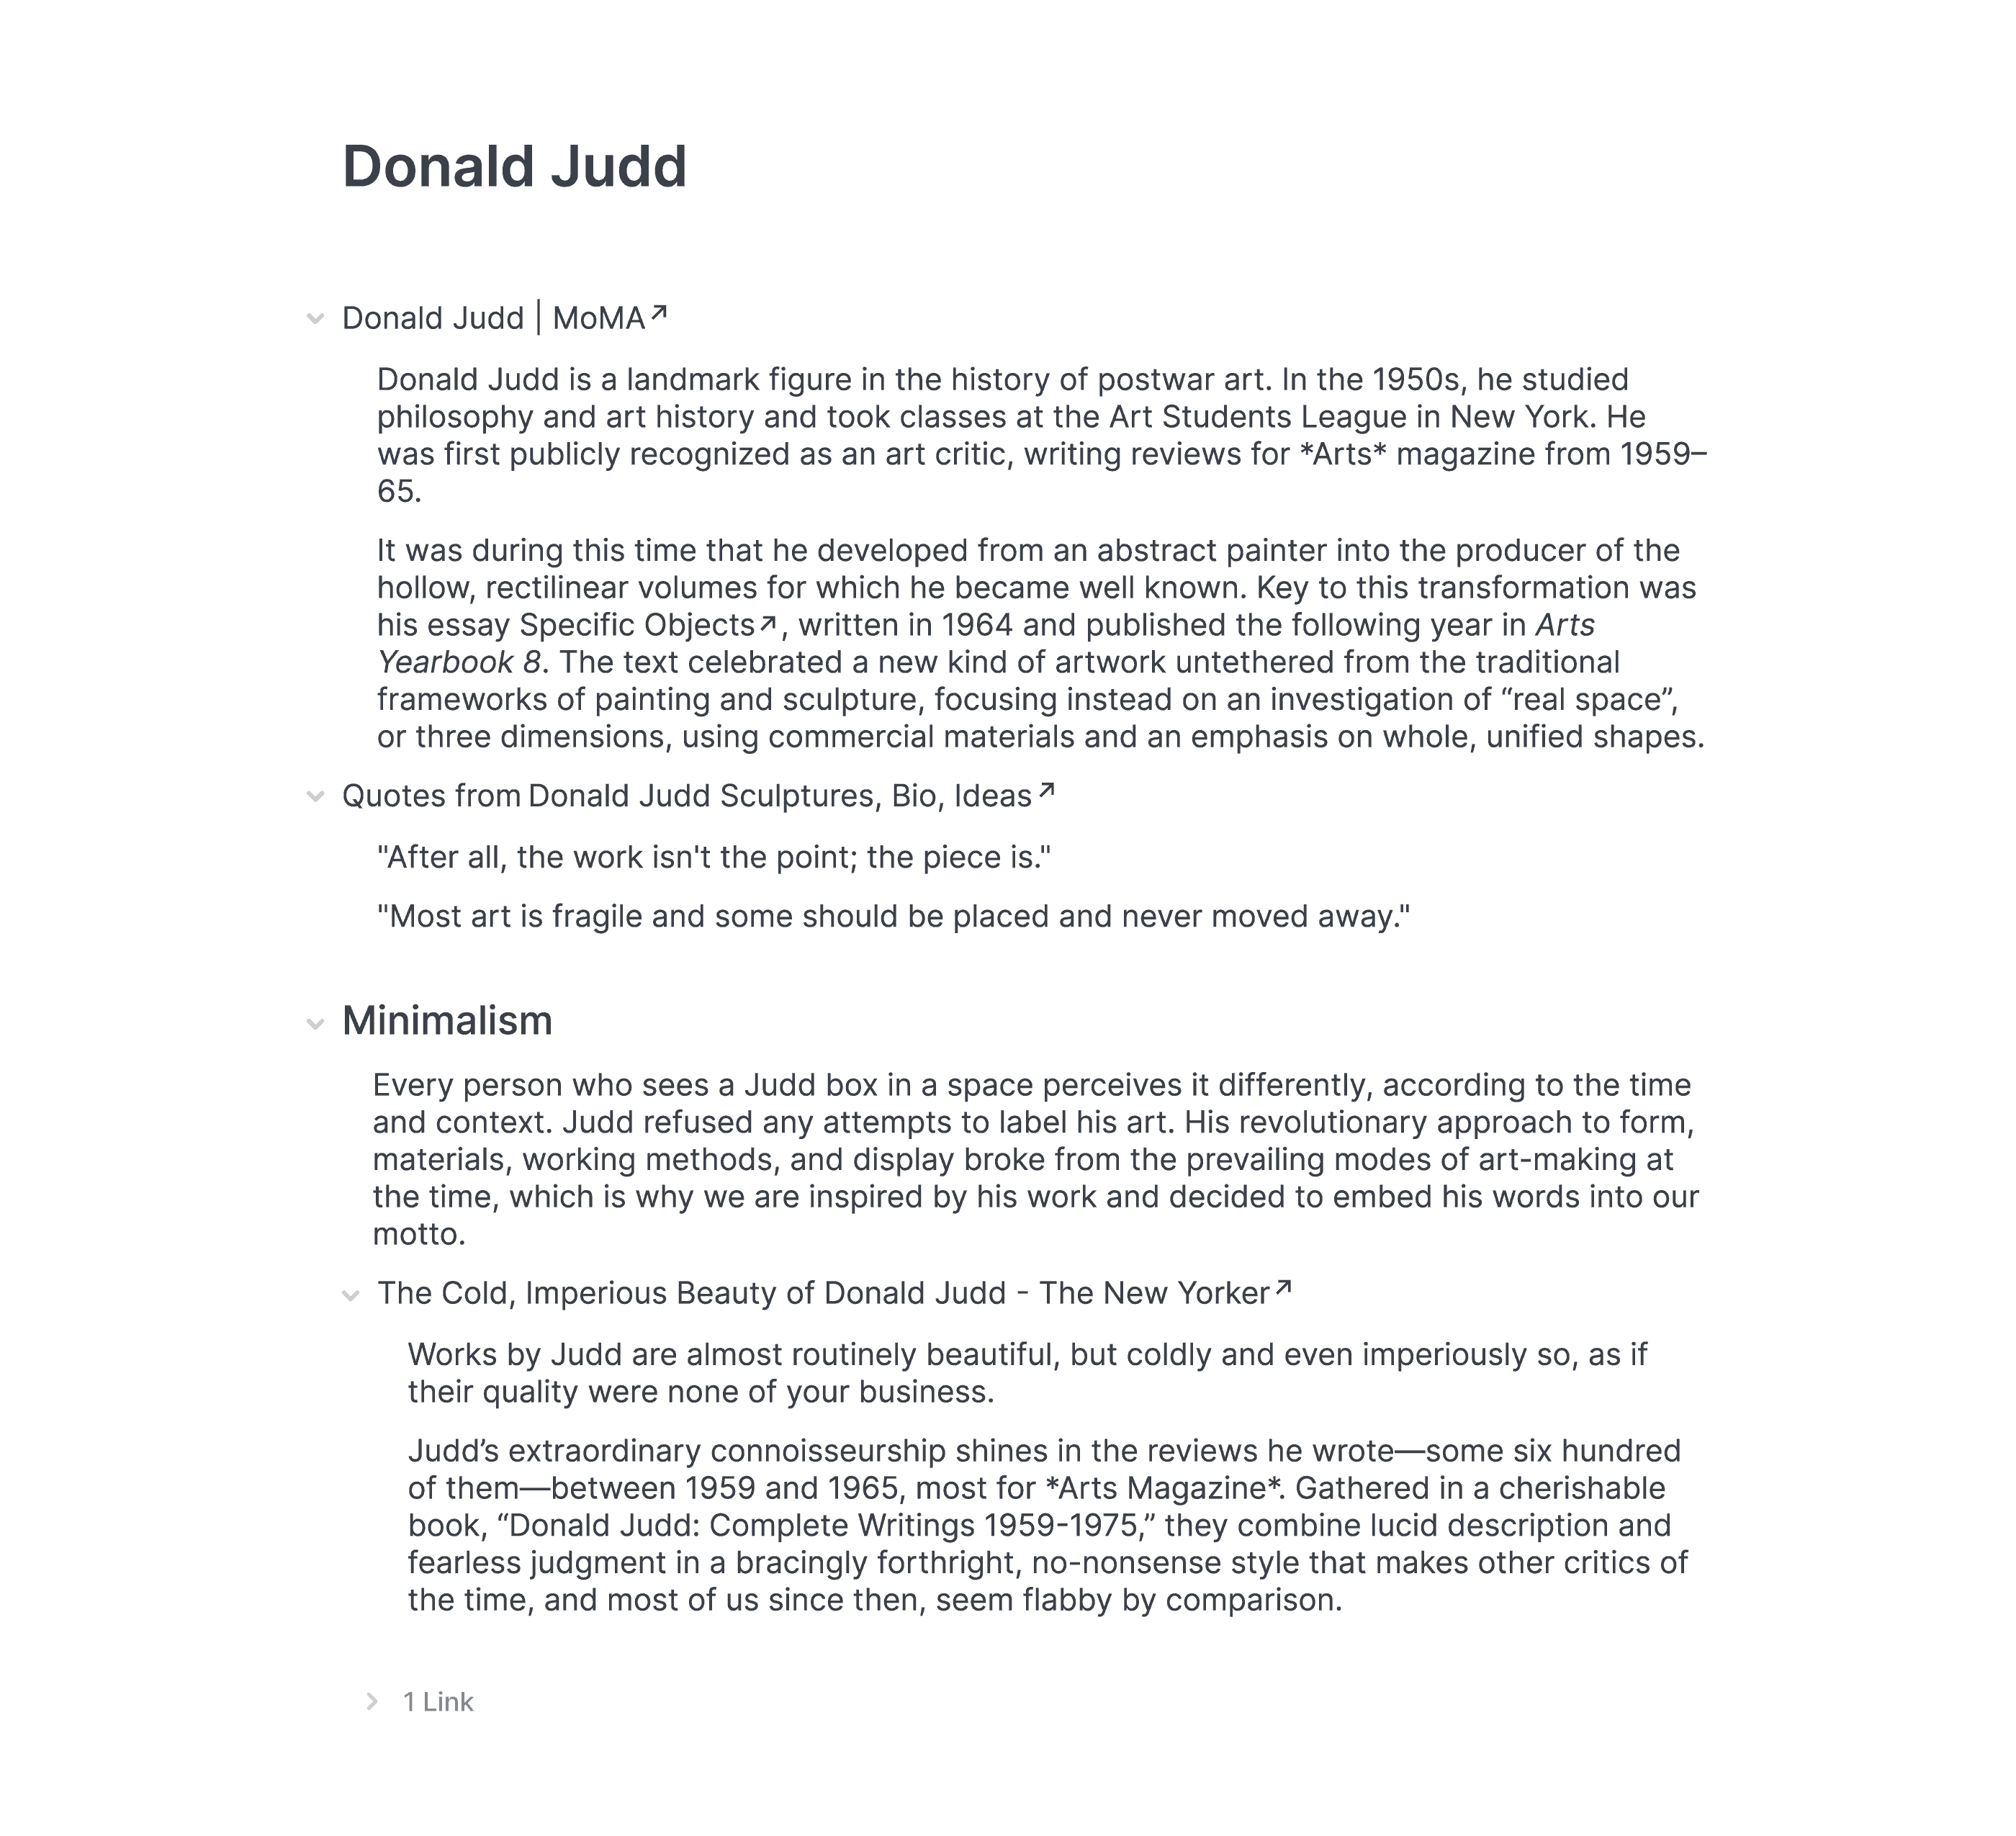 Donald Judd
Donald Judd | MoMA↗
Donald Judd is a landmark figure in the history of postwar art. In the 1950s, he studied
philosophy and art history and took classes at the Art Students League in New York. He
was first publicly recognized as an art critic, writing reviews for *Arts* magazine from 1959–
65.
It was during this time that he developed from an abstract painter into the producer of the
hollow, rectilinear volumes for which he became well known. Key to this transformation was
his essay Specific Objects↗, written in 1964 and published the following year in Arts
Yearbook 8. The text celebrated a new kind of artwork untethered from the traditional
frameworks of painting and sculpture, focusing instead on an investigation of “real space”,
or three dimensions, using commercial materials and an emphasis on whole, unified shapes.
Quotes from Donald Judd Sculptures, Bio, Ideas↗
"After all, the work isn't the point; the piece is."
"Most art is fragile and some should be placed and never moved away."
Minimalism
Every person who sees a Judd box in a space perceives it differently, according to the time
and context. Judd refused any attempts to label his art. His revolutionary approach to form,
materials, working methods, and display broke from the prevailing modes of art-making at
the time, which is why we are inspired by his work and decided to embed his words into our
motto.
The Cold, Imperious Beauty of Donald Judd - The New Yorker↗
Works by Judd are almost routinely beautiful, but coldly and even imperiously so, as if
their quality were none of your business.
Judd’s extraordinary connoisseurship shines in the reviews he wrote—some six hundred
of them—between 1959 and 1965, most for *Arts Magazine*. Gathered in a cherishable
book, “Donald Judd: Complete Writings 1959-1975,” they combine lucid description and
fearless judgment in a bracingly forthright, no-nonsense style that makes other critics of
the time, and most of us since then, seem flabby by comparison.
1 Link